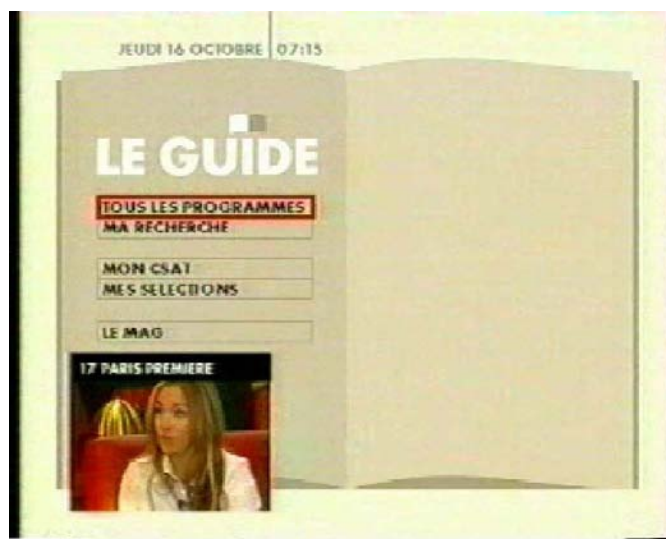 JEUDI 16 OCTOBRE 07:15
LE GUIDE
TOUS LES PROGRAMMES
MA RECHERCHE
MON CSAT
MES SELECTIONS
LE MAG
17 PARIS PREMIERE